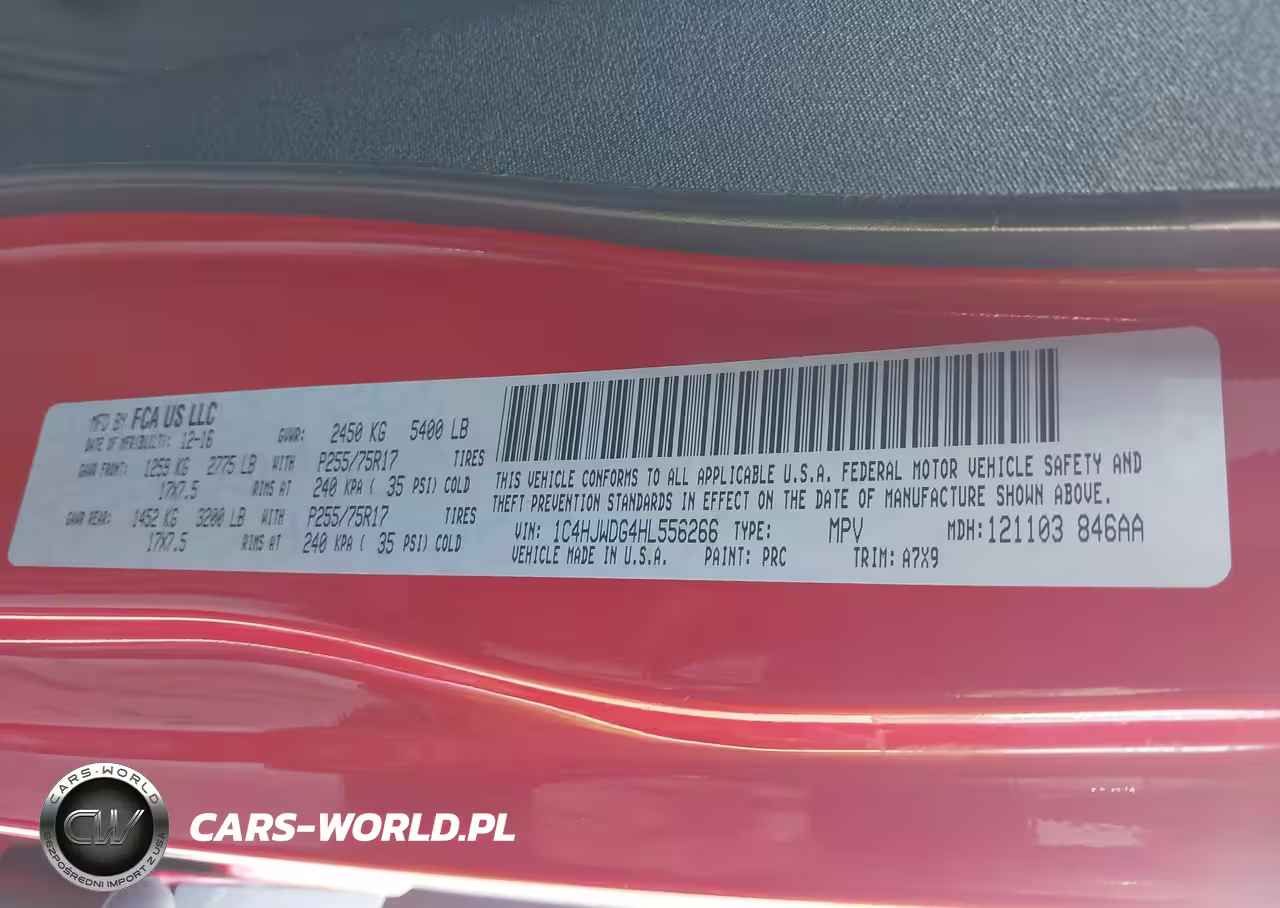 MFD BY FCA US LLC
DATE OF MFR(BUILT): 12-16 GVWR: 2450 KG 5400 LB
GAWR FRONT: 1259 KG 2775 LB WITH P255/75R17 TIRES
17X7.5 RIMS AT 240 KPA ( 35 PSI) COLD
GAWR REAR: 1452 KG 3200 LB WITH P255/75R17 TIRES
17X7.5 RIMS AT 240 KPA ( 35 PSI) COLD
THIS VEHICLE CONFORMS TO ALL APPLICABLE U.S.A. FEDERAL MOTOR VEHICLE SAFETY AND
THEFT PREVENTION STANDARDS IN EFFECT ON THE DATE OF MANUFACTURE SHOWN ABOVE.
VIN: 1C4HJWDG4HL556266 TYPE: MPV MDH:121103 846AA
VEHICLE MADE IN U.S.A. PAINT: PRC TRIM: A7X9
CARS-WORLD
CW
BEZPOŚREDNI IMPORT Z USA
CARS-WORLD.PL